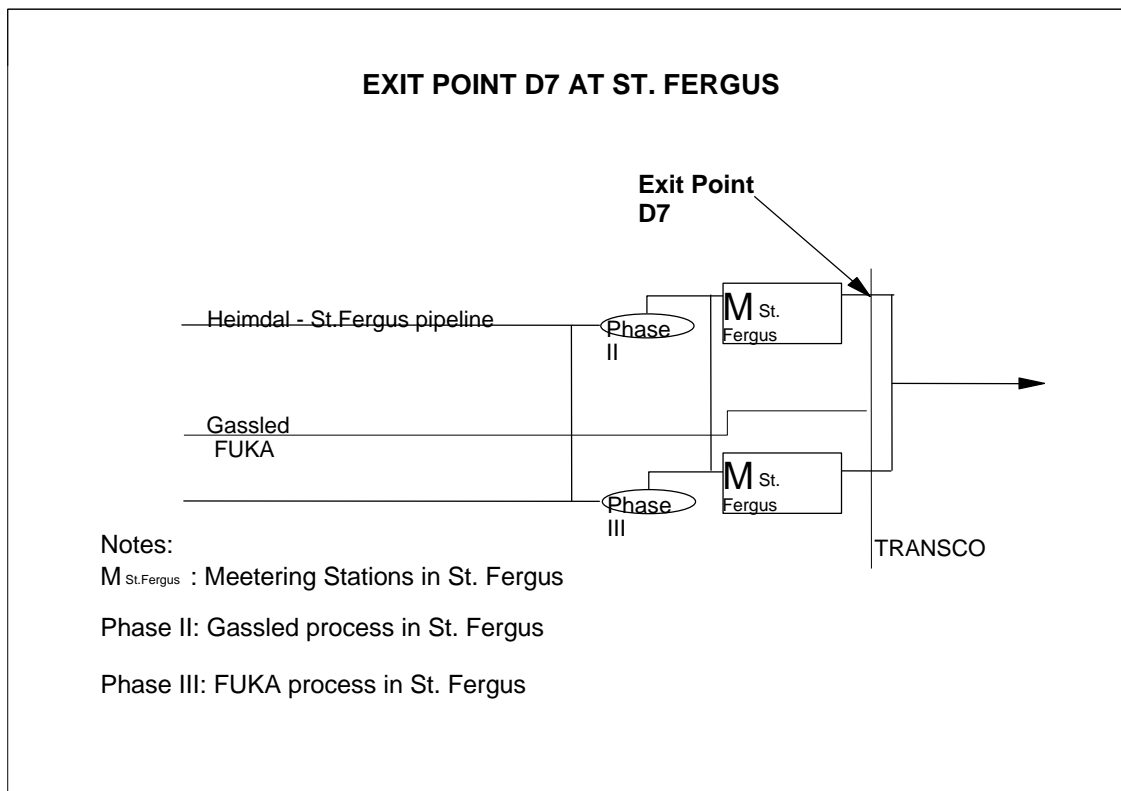 EXIT POINT D7 AT ST. FERGUS
Exit Point
D7
Heimdal - St.Fergus pipeline
Phase
II
M St.
Fergus
Gassled
FUKA
Phase
III
M St.
Fergus
TRANSCO
Notes:
M St.Fergus : Meetering Stations in St. Fergus
Phase II: Gassled process in St. Fergus
Phase III: FUKA process in St. Fergus